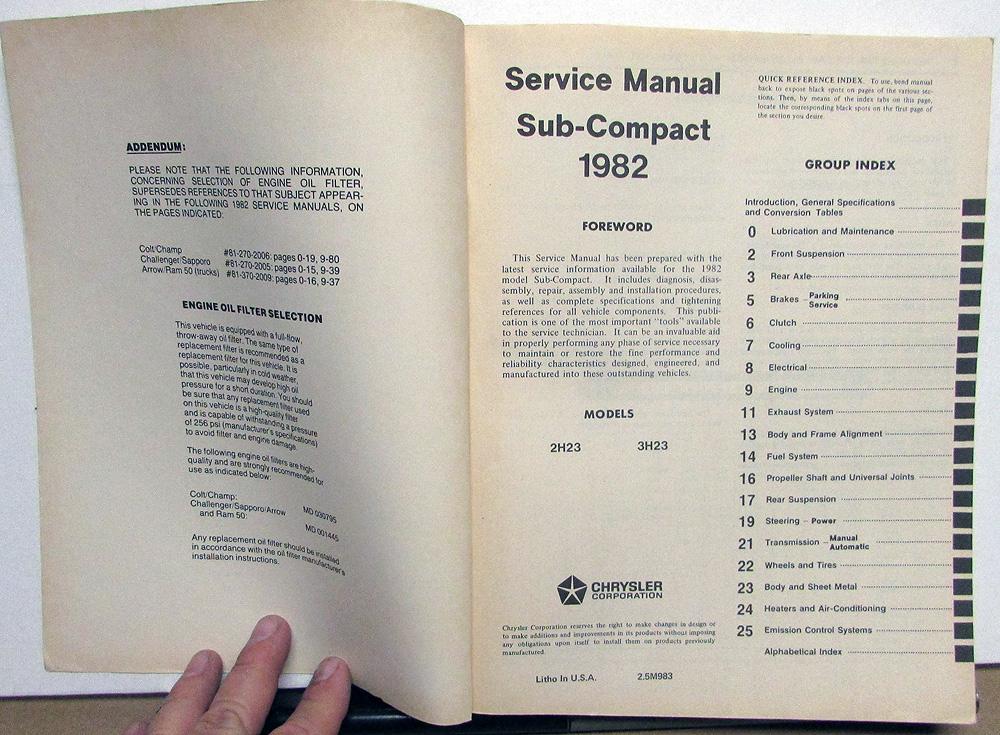 ADDENDUM:
PLEASE NOTE THAT THE FOLLOWING INFORMATION,
CONCERNING SELECTION OF ENGINE OIL FILTER,
SUPERSEDES REFERENCES TO THAT SUBJECT APPEAR-
ING IN THE FOLLOWING 1982 SERVICE MANUALS, ON
THE PAGES INDICATED:
Colt/Champ #81-270-2006: pages 0-19, 9-80
Challenger/Sapporo #81-270-2005: pages 0-15, 9-39
Arrow/Ram 50 (trucks) #81-370-2009: pages 0-16, 9-37
ENGINE OIL FILTER SELECTION
This vehicle is equipped with a full-flow,
throw-away oil filter. The same type of
replacement filter is recommended as a
replacement filter for this vehicle. It is
possible, particularly in cold weather,
that this vehicle may develop high oil
pressure for a short duration. You should
be sure that any replacement filter used
on this vehicle is a high-quality filter
and is capable of withstanding a pressure
of 256 psi (manufacturer's specifications)
to avoid filter and engine damage.
The following engine oil filters are high-
quality and are strongly recommended for
use as indicated below:
Colt/Champ: MD 030795
Challenger/Sapporo/Arrow
and Ram 50: MD 001445
Any replacement oil filter should be installed
in accordance with the oil filter manufacturer's
installation instructions.
Service Manual
Sub-Compact
1982
FOREWORD
This Service Manual has been prepared with the
latest service information available for the 1982
model Sub-Compact. It includes diagnosis, disas-
sembly, repair, assembly and installation procedures,
as well as complete specifications and tightening
references for all vehicle components. This publi-
cation is one of the most important "tools" available
to the service technician. It can be an invaluable aid
in properly performing any phase of service necessary
to maintain or restore the fine performance and
reliability characteristics designed, engineered, and
manufactured into these outstanding vehicles.
MODELS
2H23 3H23
CHRYSLER
CORPORATION
Chrysler Corporation reserves the right to make changes in design or
to make additions and improvements in its products without imposing
any obligations upon itself to install them on products previously
manufactured.
Litho In U.S.A. 2.5M983
QUICK REFERENCE INDEX. To use, bend manual
back to expose black spots on pages of the various sec-
tions. Then, by means of the index tabs on this page,
locate the corresponding black spots on the first page of
the section you desire.
GROUP INDEX
Introduction, General Specifications
and Conversion Tables
0 Lubrication and Maintenance
2 Front Suspension
3 Rear Axle
5 Brakes – Parking
Service
6 Clutch
7 Cooling
8 Electrical
9 Engine
11 Exhaust System
13 Body and Frame Alignment
14 Fuel System
16 Propeller Shaft and Universal Joints
17 Rear Suspension
19 Steering – Power
21 Transmission – Manual
Automatic
22 Wheels and Tires
23 Body and Sheet Metal
24 Heaters and Air-Conditioning
25 Emission Control Systems
Alphabetical Index